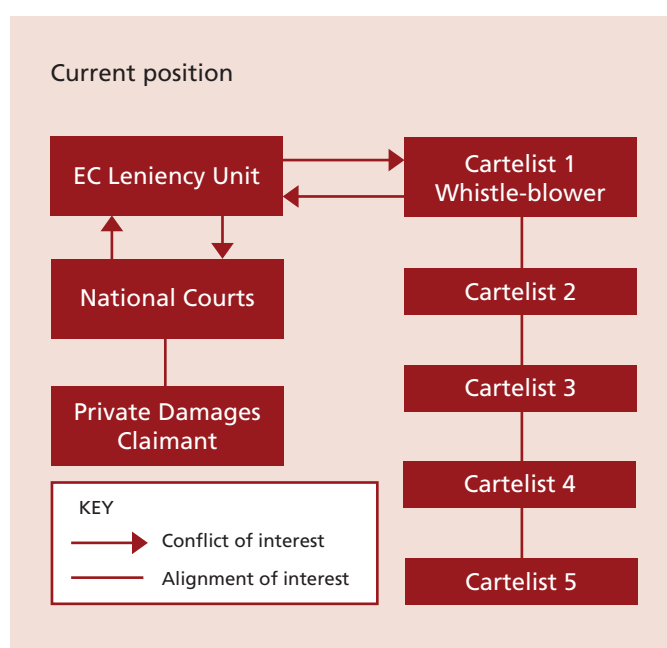 Current position
EC Leniency Unit
Cartelist 1
Whistle-blower
National Courts
Cartelist 2
Private Damages
Claimant
Cartelist 3
Cartelist 4
Cartelist 5
KEY
Conflict of interest
Alignment of interest